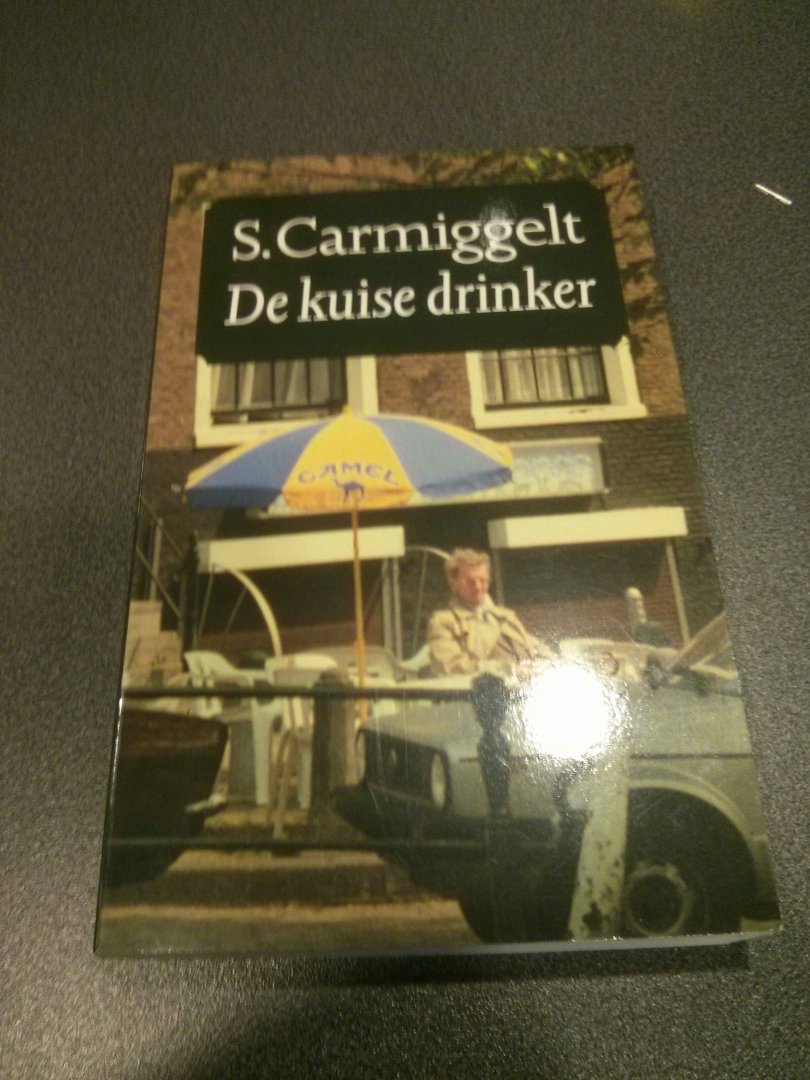 S. Carmiggelt
De kuise drinker
CAMEL